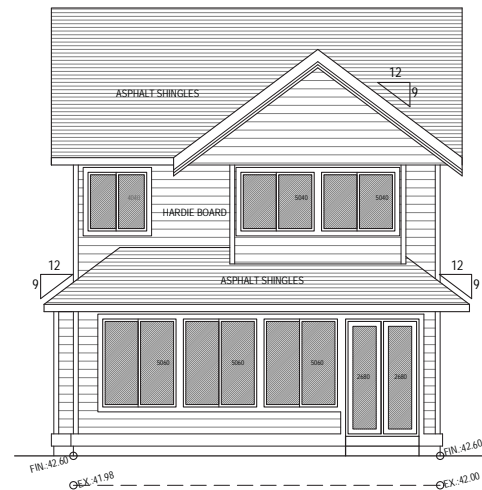 12
ASPHALT SHINGLES
9
4040
5040
5040
HARDIE BOARD
12
12
9
ASPHALT SHINGLES
9
5060
5060
5060
2680
2680
FIN.:42.60
FIN.:42.60
EX.:41.98
EX.:42.00